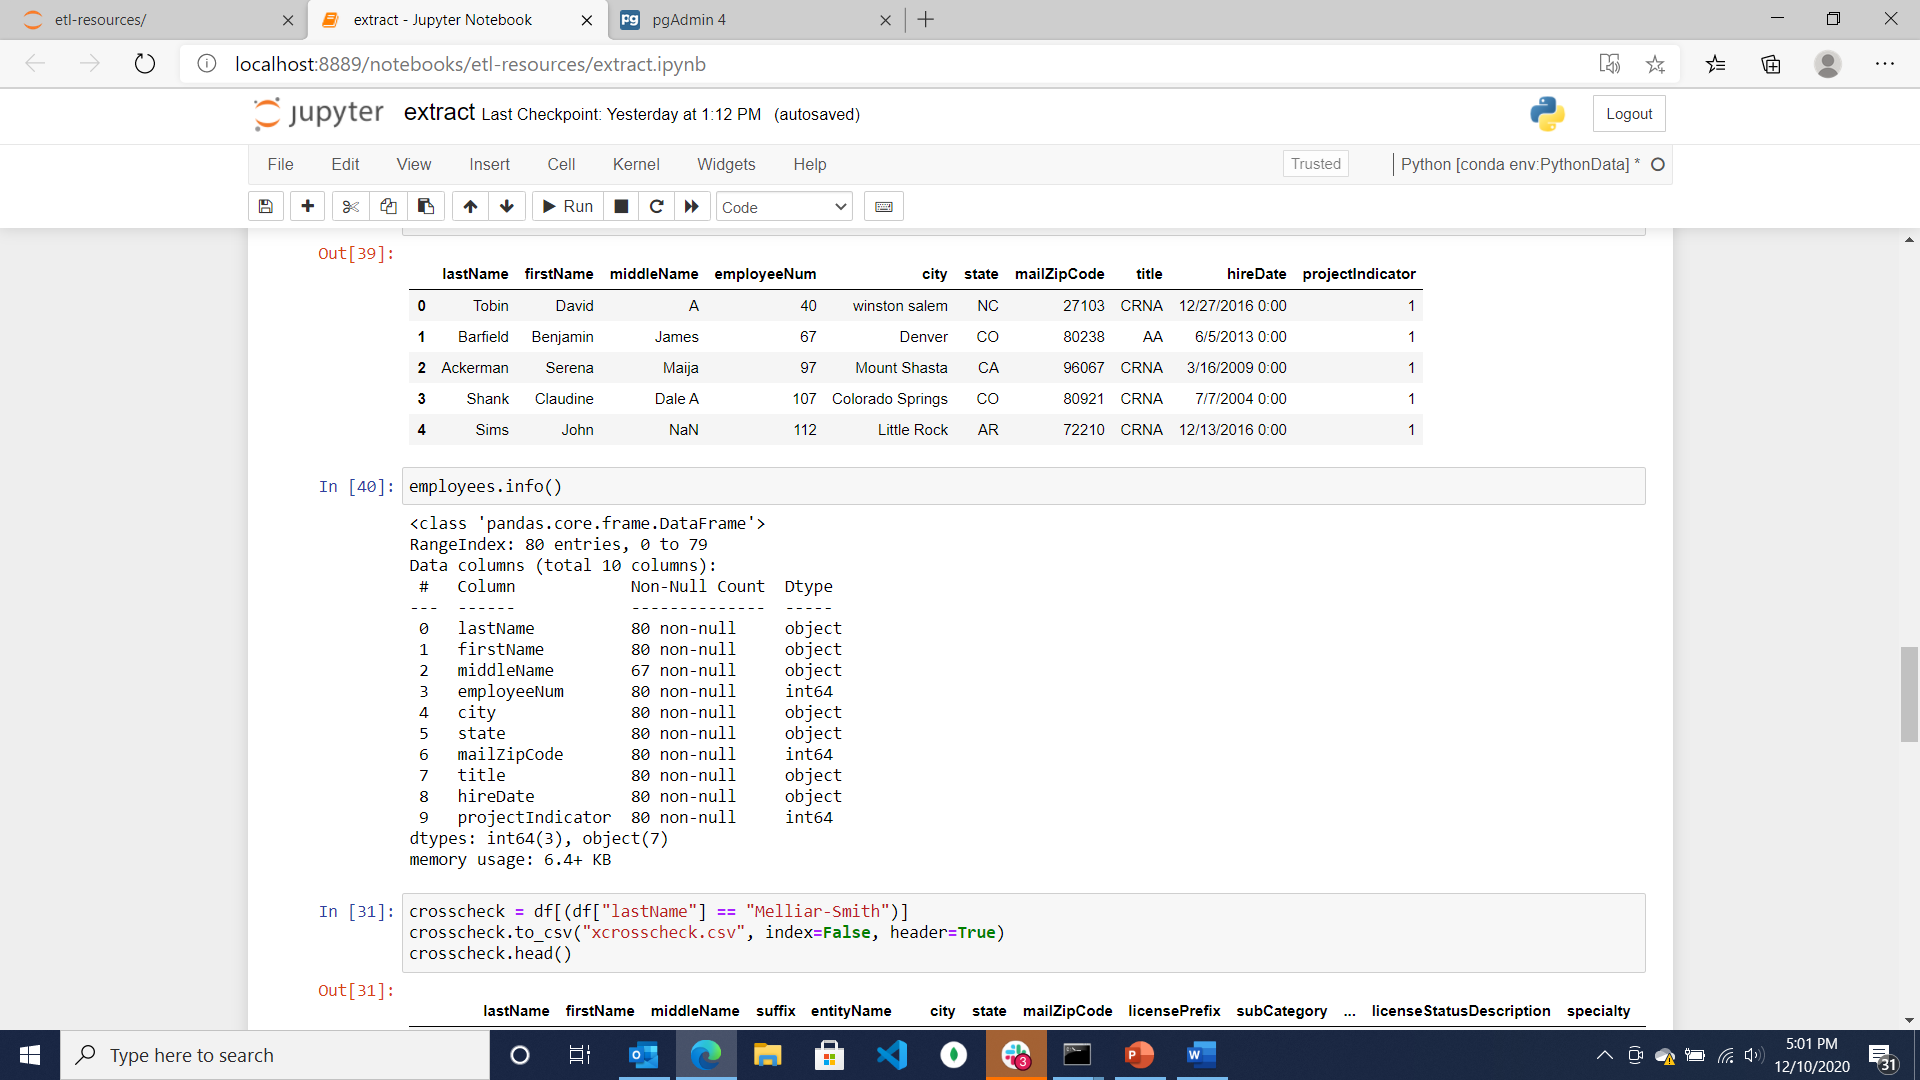 etl-resources/
extract - Jupyter Notebook
pgAdmin 4
localhost:8889/notebooks/etl-resources/extract.ipynb
jupyter extract Last Checkpoint: Yesterday at 1:12 PM (autosaved)
Logout
File Edit View Insert Cell Kernel Widgets Help
Trusted
Python [conda env:PythonData] *
Run
Code
Out[39]:
lastName firstName middleName employeeNum city state mailZipCode title hireDate projectIndicator
0 Tobin David A 40 winston salem NC 27103 CRNA 12/27/2016 0:00 1
1 Barfield Benjamin James 67 Denver CO 80238 AA 6/5/2013 0:00 1
2 Ackerman Serena Maija 97 Mount Shasta CA 96067 CRNA 3/16/2009 0:00 1
3 Shank Claudine Dale A 107 Colorado Springs CO 80921 CRNA 7/7/2004 0:00 1
4 Sims John NaN 112 Little Rock AR 72210 CRNA 12/13/2016 0:00 1
In [40]: employees.info()
<class 'pandas.core.frame.DataFrame'>
RangeIndex: 80 entries, 0 to 79
Data columns (total 10 columns):
# Column Non-Null Count Dtype
--- ------ -------------- -----
0 lastName 80 non-null object
1 firstName 80 non-null object
2 middleName 67 non-null object
3 employeeNum 80 non-null int64
4 city 80 non-null object
5 state 80 non-null object
6 mailZipCode 80 non-null int64
7 title 80 non-null object
8 hireDate 80 non-null object
9 projectIndicator 80 non-null int64
dtypes: int64(3), object(7)
memory usage: 6.4+ KB
In [31]: crosscheck = df[(df["lastName"] == "Melliar-Smith")]
crosscheck.to_csv("xcrosscheck.csv", index=False, header=True)
crosscheck.head()
Out[31]:
lastName firstName middleName suffix entityName city state mailZipCode licensePrefix subCategory ... licenseStatusDescription specialty
Type here to search
3
5:01 PM
12/10/2020
31